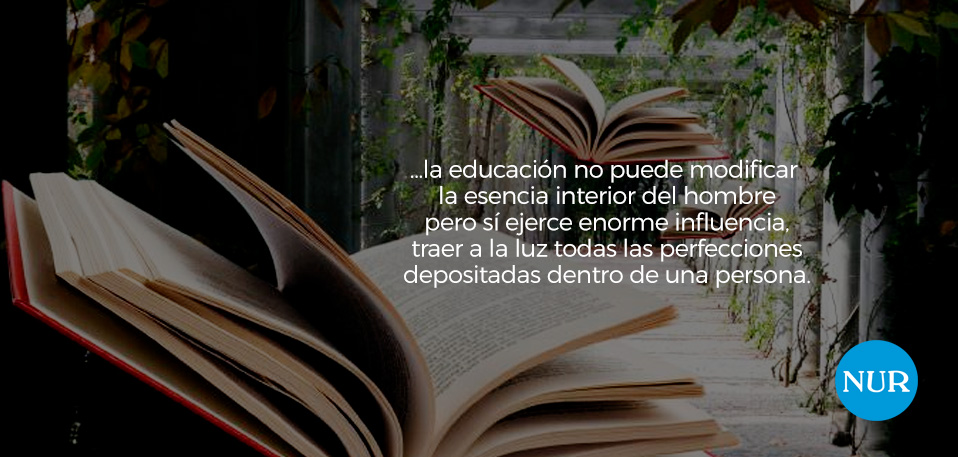 ...la educación no puede modificar
la esencia interior del hombre
pero sí ejerce enorme influencia,
traer a la luz todas las perfecciones
depositadas dentro de una persona.
NUR